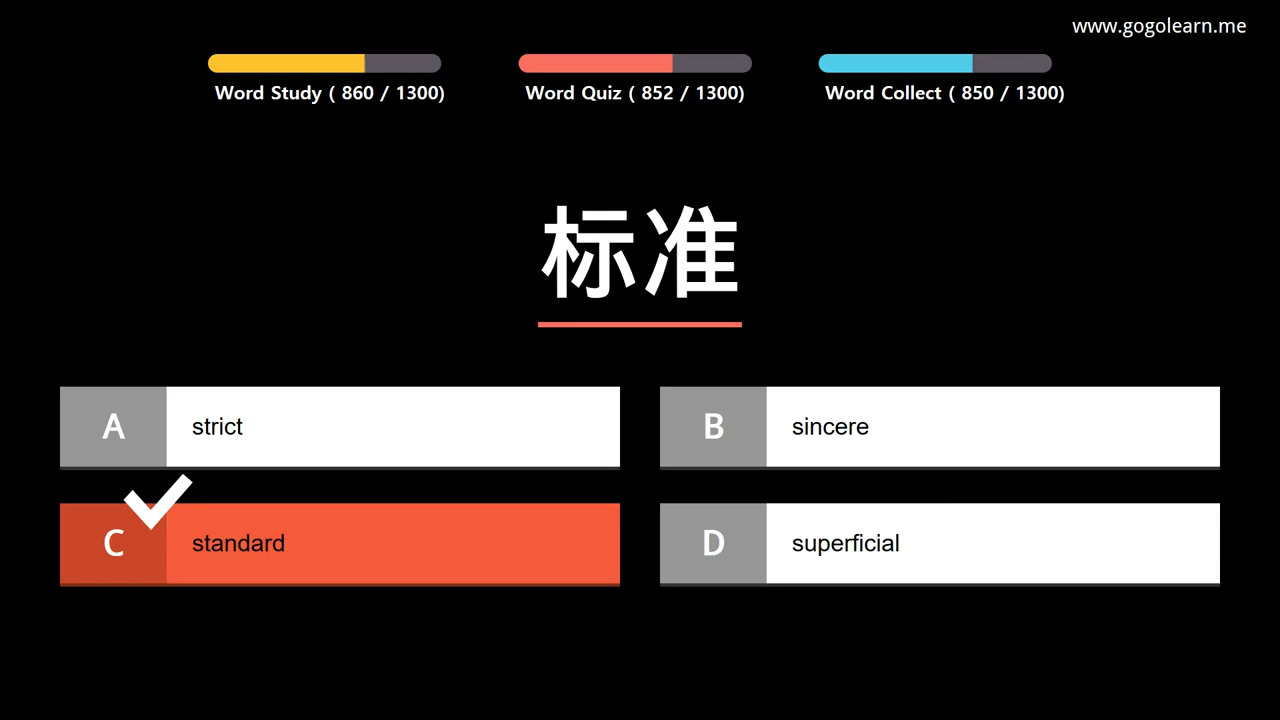 www.gogolearn.me
Word Study ( 860 / 1300)
Word Quiz ( 852 / 1300)
Word Collect ( 850 / 1300)
标准
A strict
B sincere
C standard
D superficial